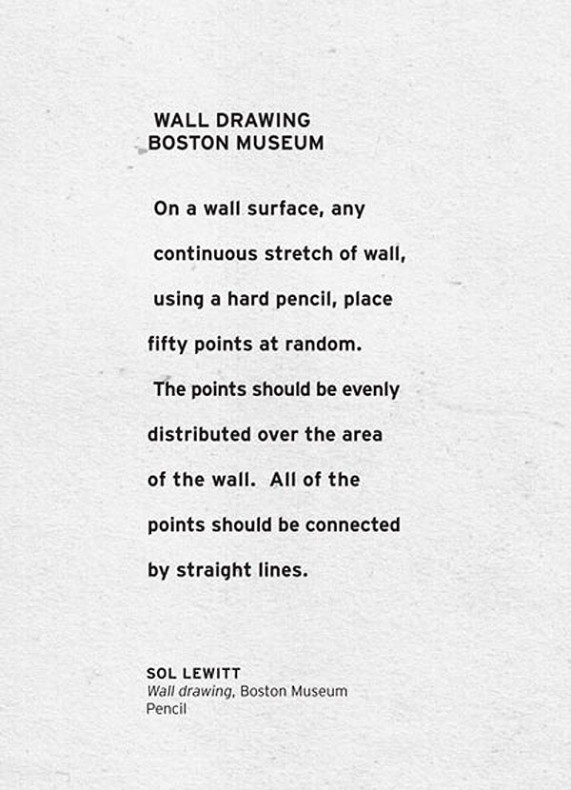 WALL DRAWING
BOSTON MUSEUM
On a wall surface, any
continuous stretch of wall,
using a hard pencil, place
fifty points at random.
The points should be evenly
distributed over the area
of the wall. All of the
points should be connected
by straight lines.
SOL LEWITT
Wall drawing, Boston Museum
Pencil